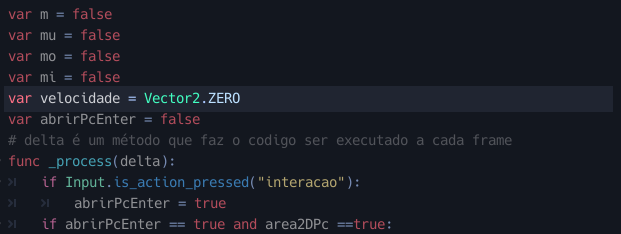 var m = false
var mu = false
var mo = false
var mi = false
var velocidade = Vector2.ZERO
var abrirPcEnter = false
# delta é um método que faz o codigo ser executado a cada frame
func _process(delta):
if Input.is_action_pressed("interacao"):
abrirPcEnter = true
if abrirPcEnter == true and area2DPc ==true: